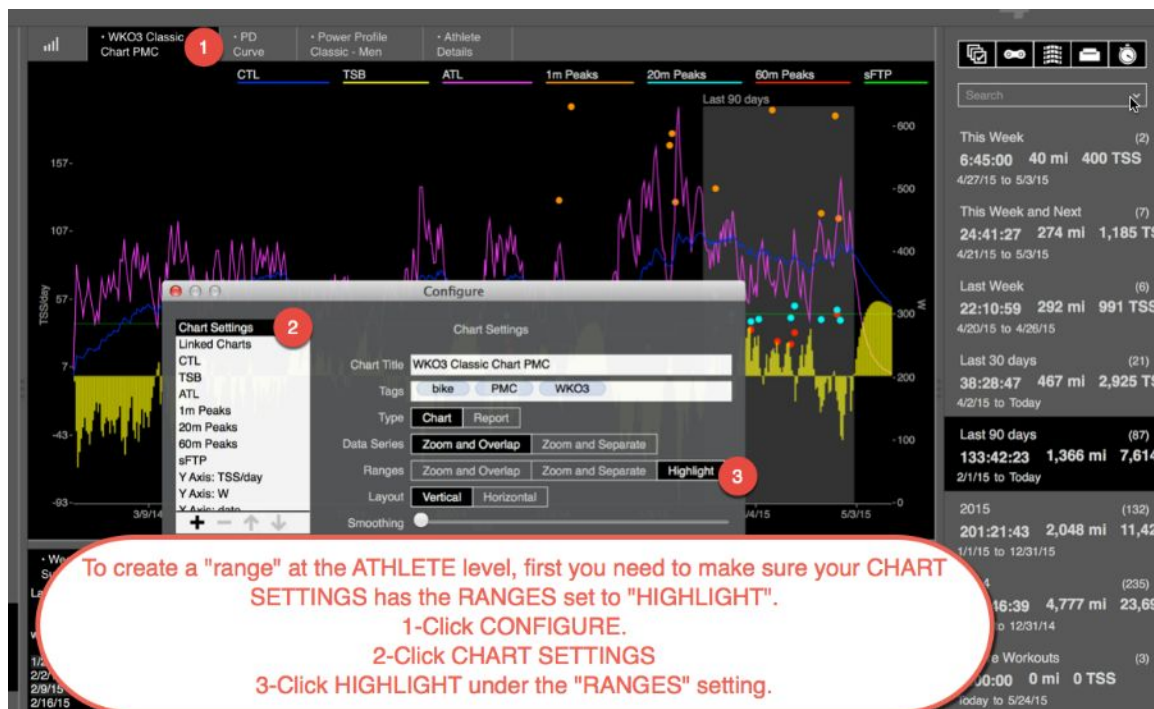 • WKO3 Classic
Chart PMC
1
• PD
Curve
• Power Profile
Classic - Men
• Athlete
Details
CTL TSB ATL 1m Peaks 20m Peaks 60m Peaks sFTP
Last 90 days
157-
107-
57-
7-
-43-
-93-
TSS/day
-600
-500
-400
-300
-200
-100
-0
W
3/9/14
/4/15
5/3/15
Configure
Chart Settings
2
Linked Charts
CTL
TSB
ATL
1m Peaks
20m Peaks
60m Peaks
sFTP
Y Axis: TSS/day
Y Axis: W
Y Axis: date
Chart Settings
Chart Title WKO3 Classic Chart PMC
Tags bike PMC WKO3
Type Chart Report
Data Series Zoom and Overlap Zoom and Separate
Ranges Zoom and Overlap Zoom and Separate Highlight
3
Layout Vertical Horizontal
Smoothing
To create a "range" at the ATHLETE level, first you need to make sure your CHART
SETTINGS has the RANGES set to "HIGHLIGHT".
1-Click CONFIGURE.
2-Click CHART SETTINGS
3-Click HIGHLIGHT under the "RANGES" setting.
2/9/15
2/16/15
Search
This Week (2)
6:45:00 40 mi 400 TSS
4/27/15 to 5/3/15
This Week and Next (7)
24:41:27 274 mi 1,185 TS
4/21/15 to 5/3/15
Last Week (6)
22:10:59 292 mi 991 TSS
4/20/15 to 4/26/15
Last 30 days (21)
38:28:47 467 mi 2,925 TS
4/2/15 to Today
Last 90 days (87)
133:42:23 1,366 mi 7,614
2/1/15 to Today
2015 (132)
201:21:43 2,048 mi 11,42
1/1/15 to 12/31/15
4 (235)
46:39 4,777 mi 23,69
to 12/31/14
Workouts (3)
00:00 0 mi 0 TSS
Today to 5/24/15